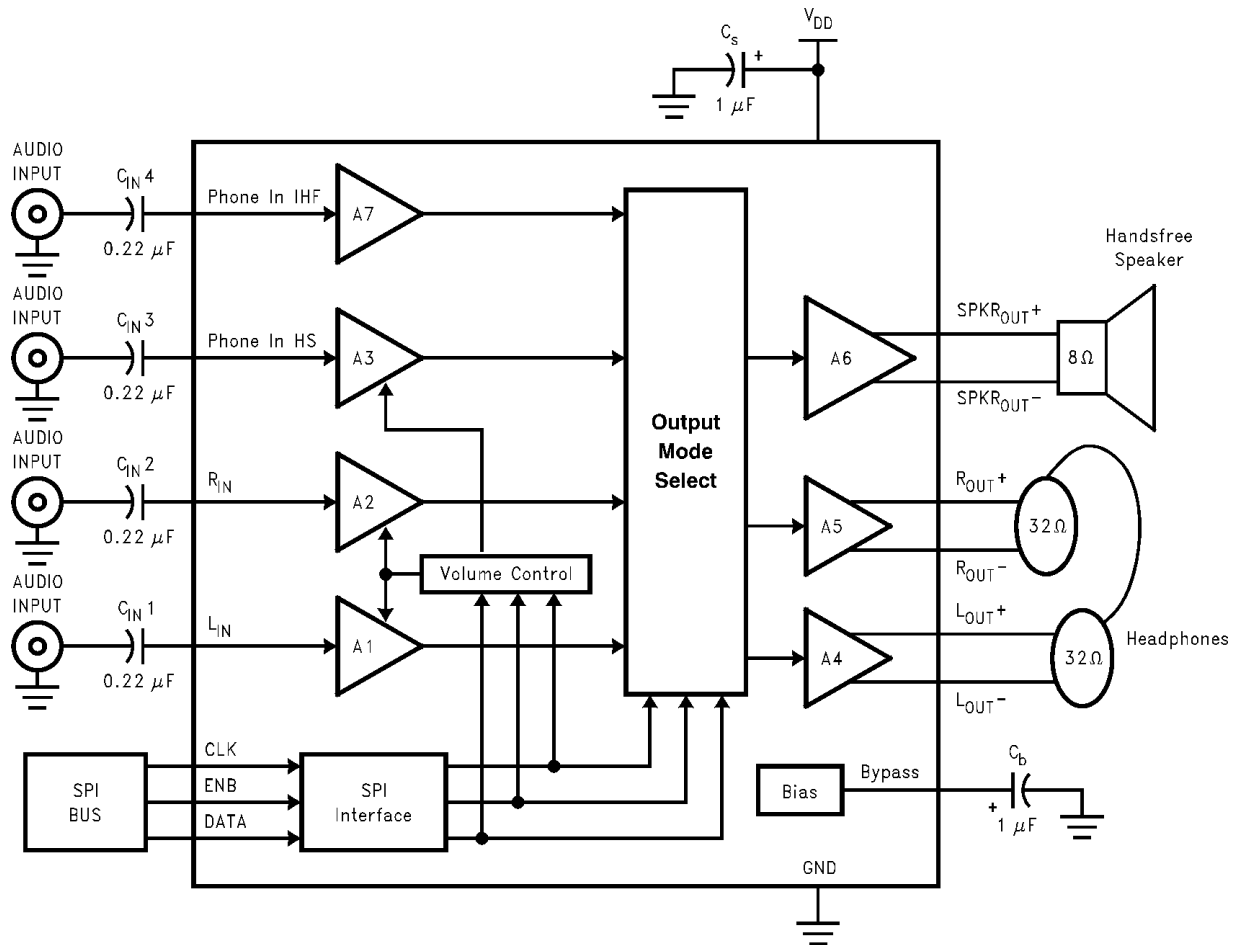 V_DD
C_s
+
1 μF
AUDIO
INPUT
C_IN 4
0.22 μF
Phone In IHF
A7
AUDIO
INPUT
C_IN 3
0.22 μF
Phone In HS
A3
AUDIO
INPUT
C_IN 2
0.22 μF
R_IN
A2
AUDIO
INPUT
C_IN 1
0.22 μF
L_IN
A1
Volume Control
Output
Mode
Select
A6
SPKR_OUT+
SPKR_OUT−
8Ω
Handsfree
Speaker
A5
R_OUT+
R_OUT−
32Ω
A4
L_OUT+
L_OUT−
32Ω
Headphones
SPI
BUS
CLK
ENB
DATA
SPI
Interface
Bias
Bypass
C_b
+
1 μF
GND